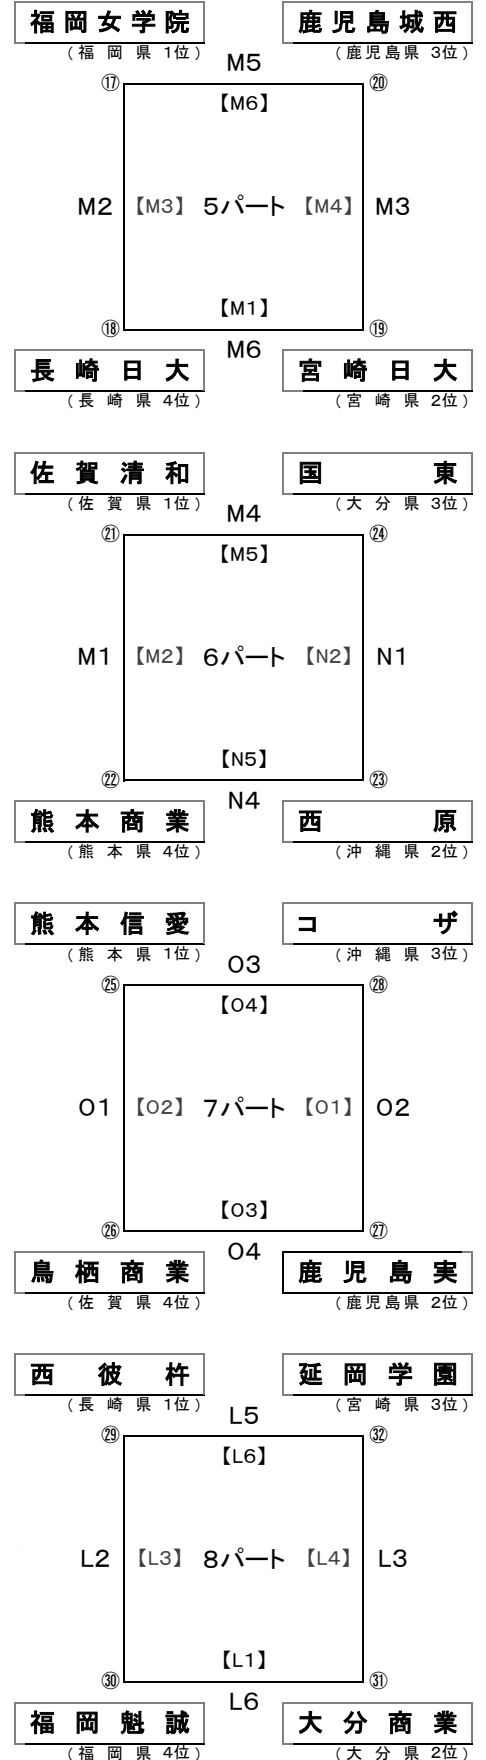 福岡女学院 鹿児島城西
(福岡県 1位) (鹿児島県 3位)
M5
⑰ ⑳
【M6】
M2 【M3】 5パート 【M4】 M3
【M1】
⑱ ⑲
M6
長崎日大 宮崎日大
(長崎県 4位) (宮崎県 2位)
佐賀清和 国東
(佐賀県 1位) (大分県 3位)
M4
㉑ ㉔
【M5】
M1 【M2】 6パート 【N2】 N1
【N5】
㉒ ㉓
N4
熊本商業 西原
(熊本県 4位) (沖縄県 2位)
熊本信愛 コザ
(熊本県 1位) (沖縄県 3位)
O3
㉕ ㉘
【O4】
O1 【O2】 7パート 【O1】 O2
【O3】
㉖ ㉗
O4
鳥栖商業 鹿児島実
(佐賀県 4位) (鹿児島県 2位)
西彼杵 延岡学園
(長崎県 1位) (宮崎県 3位)
L5
㉙ ㉜
【L6】
L2 【L3】 8パート 【L4】 L3
【L1】
㉚ ㉛
L6
福岡魁誠 大分商業
(福岡県 4位) (大分県 2位)